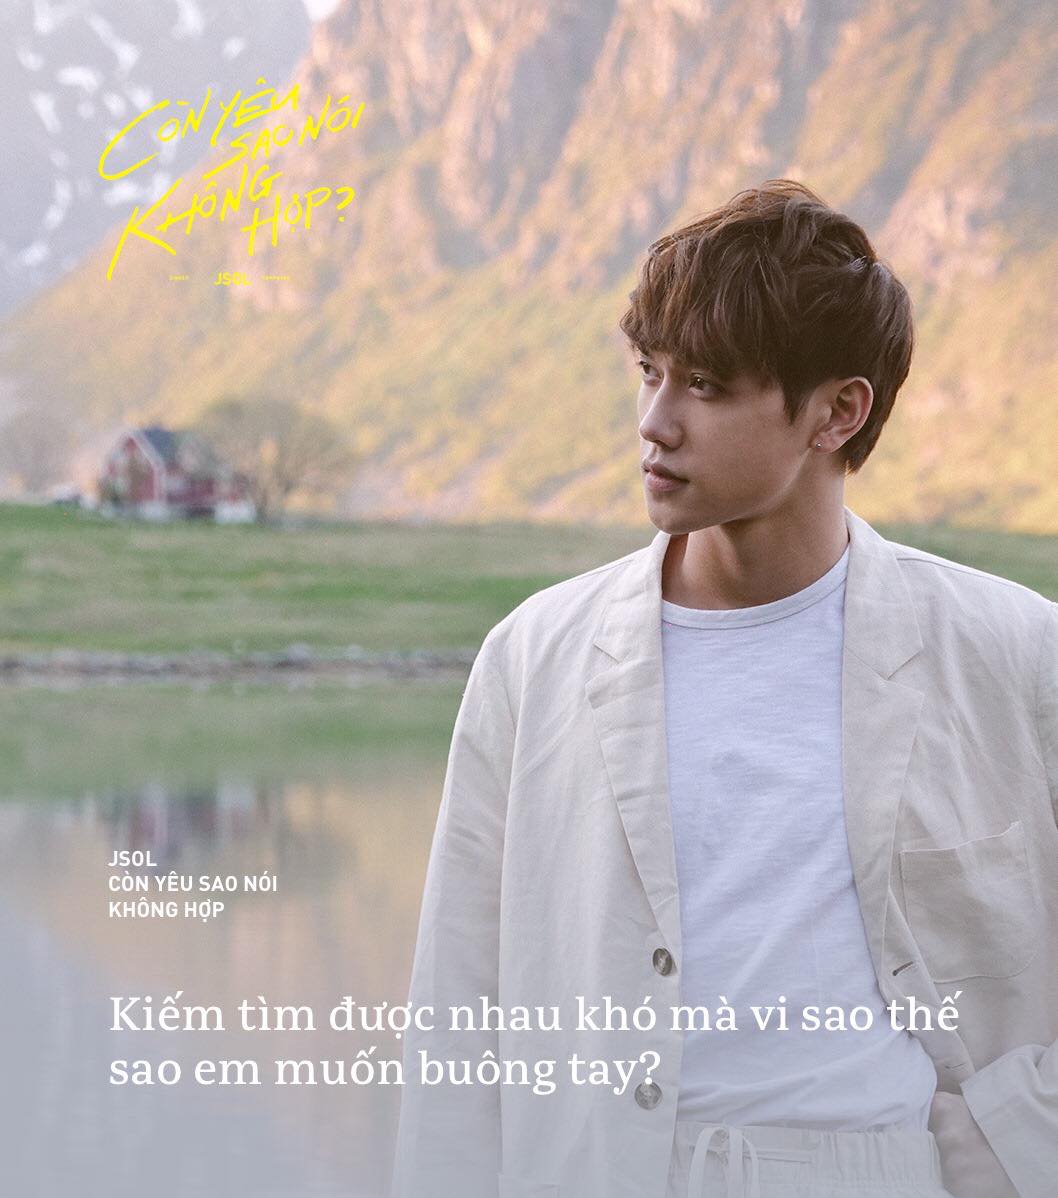 CÒN YÊU
SAO NÓI
KHÔNG
HỢP?
JSOL
JSOL
CÒN YÊU SAO NÓI
KHÔNG HỢP
Kiếm tìm được nhau khó mà vi sao thế
sao em muốn buông tay?